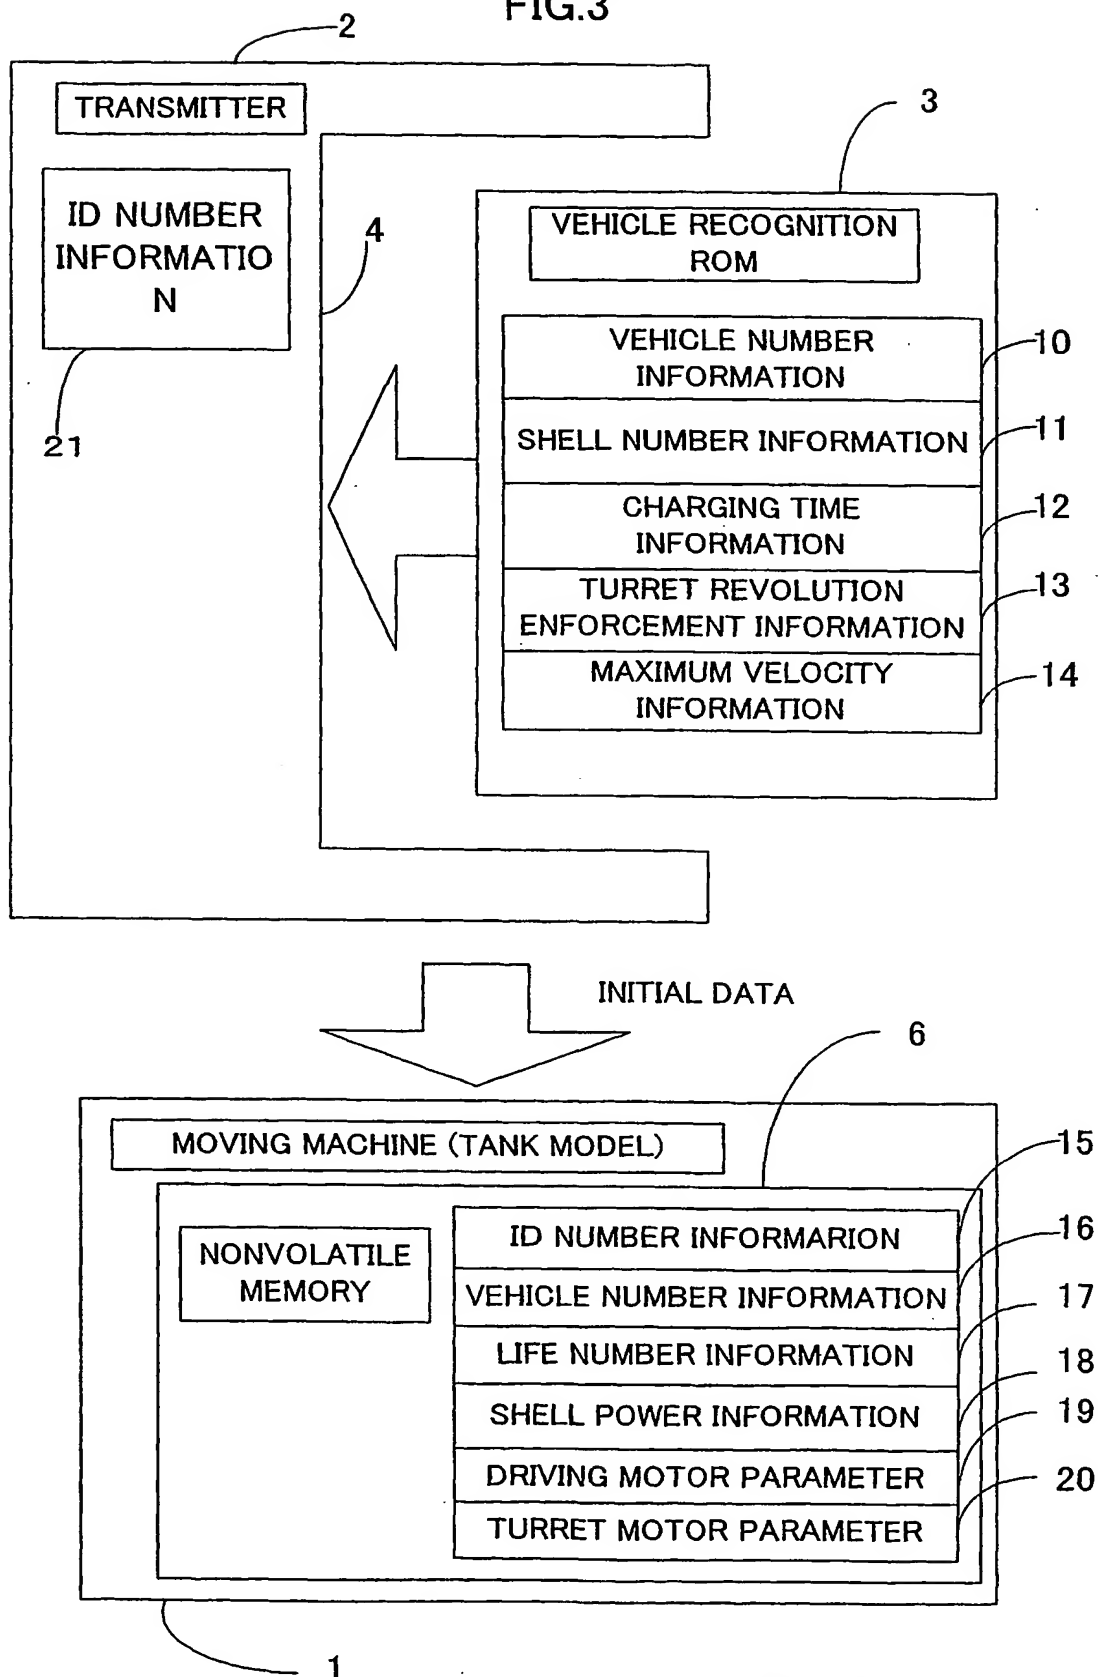 FIG.3
2
TRANSMITTER
3
ID NUMBER
INFORMATIO
N
21
4
VEHICLE RECOGNITION
ROM
VEHICLE NUMBER
INFORMATION
10
SHELL NUMBER INFORMATION
11
CHARGING TIME
INFORMATION
12
TURRET REVOLUTION
ENFORCEMENT INFORMATION
13
MAXIMUM VELOCITY
INFORMATION
14
INITIAL DATA
6
MOVING MACHINE (TANK MODEL)
NONVOLATILE
MEMORY
ID NUMBER INFORMARION
15
VEHICLE NUMBER INFORMATION
16
LIFE NUMBER INFORMATION
17
SHELL POWER INFORMATION
18
DRIVING MOTOR PARAMETER
19
TURRET MOTOR PARAMETER
20
1